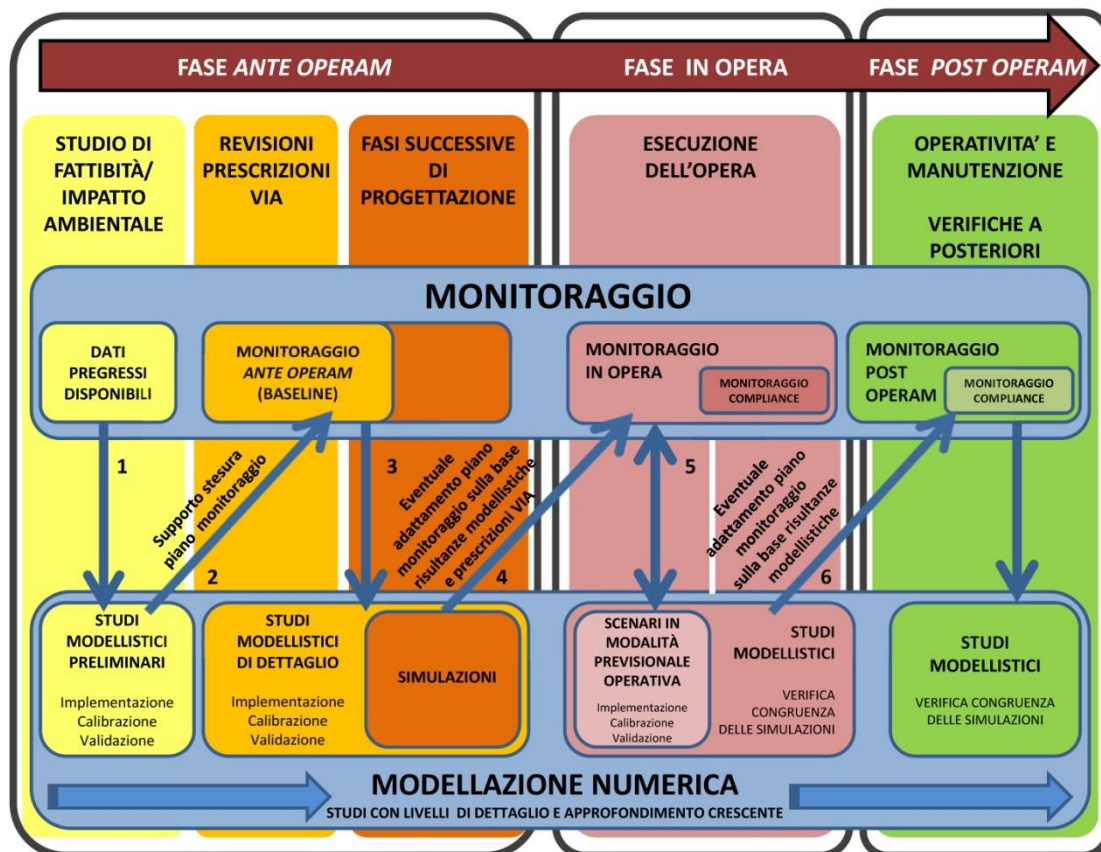 FASE ANTE OPERAM
FASE IN OPERA
FASE POST OPERAM
STUDIO DI
FATTIBITÀ/
IMPATTO
AMBIENTALE
REVISIONI
PRESCRIZIONI
VIA
FASI SUCCESSIVE
DI
PROGETTAZIONE
ESECUZIONE
DELL'OPERA
OPERATIVITA' E
MANUTENZIONE
VERIFICHE A
POSTERIORI
MONITORAGGIO
DATI
PREGRESSI
DISPONIBILI
MONITORAGGIO
ANTE OPERAM
(BASELINE)
MONITORAGGIO
IN OPERA
MONITORAGGIO
COMPLIANCE
MONITORAGGIO
POST
OPERAM
MONITORAGGIO
COMPLIANCE
1
Supporto stesura
piano monitoraggio
2
3
Eventuale
adattamento piano
monitoraggio sulla base
risultanze modellistiche
e prescrizioni VIA
4
5
Eventuale
adattamento piano
monitoraggio
sulla base risultanze
modellistiche
6
STUDI
MODELLISTICI
PRELIMINARI
Implementazione
Calibrazione
Validazione
STUDI
MODELLISTICI
DI DETTAGLIO
Implementazione
Calibrazione
Validazione
SIMULAZIONI
SCENARI IN
MODALITÀ
PREVISIONALE
OPERATIVA
Implementazione
Calibrazione
Validazione
STUDI
MODELLISTICI
VERIFICA
CONGRUENZA
DELLE SIMULAZIONI
STUDI
MODELLISTICI
VERIFICA CONGRUENZA
DELLE SIMULAZIONI
MODELLAZIONE NUMERICA
STUDI CON LIVELLI DI DETTAGLIO E APPROFONDIMENTO CRESCENTE